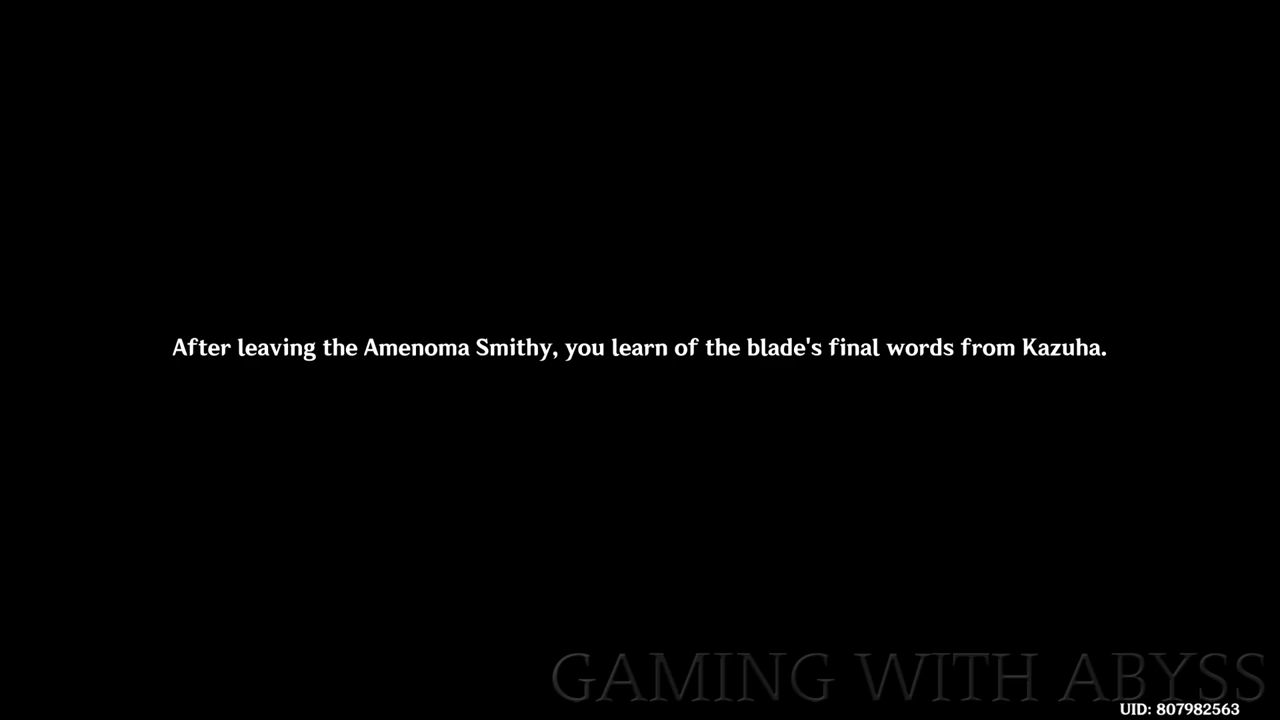 After leaving the Amenoma Smithy, you learn of the blade's final words from Kazuha.
GAMING WITH ABYSS
UID: 807982563